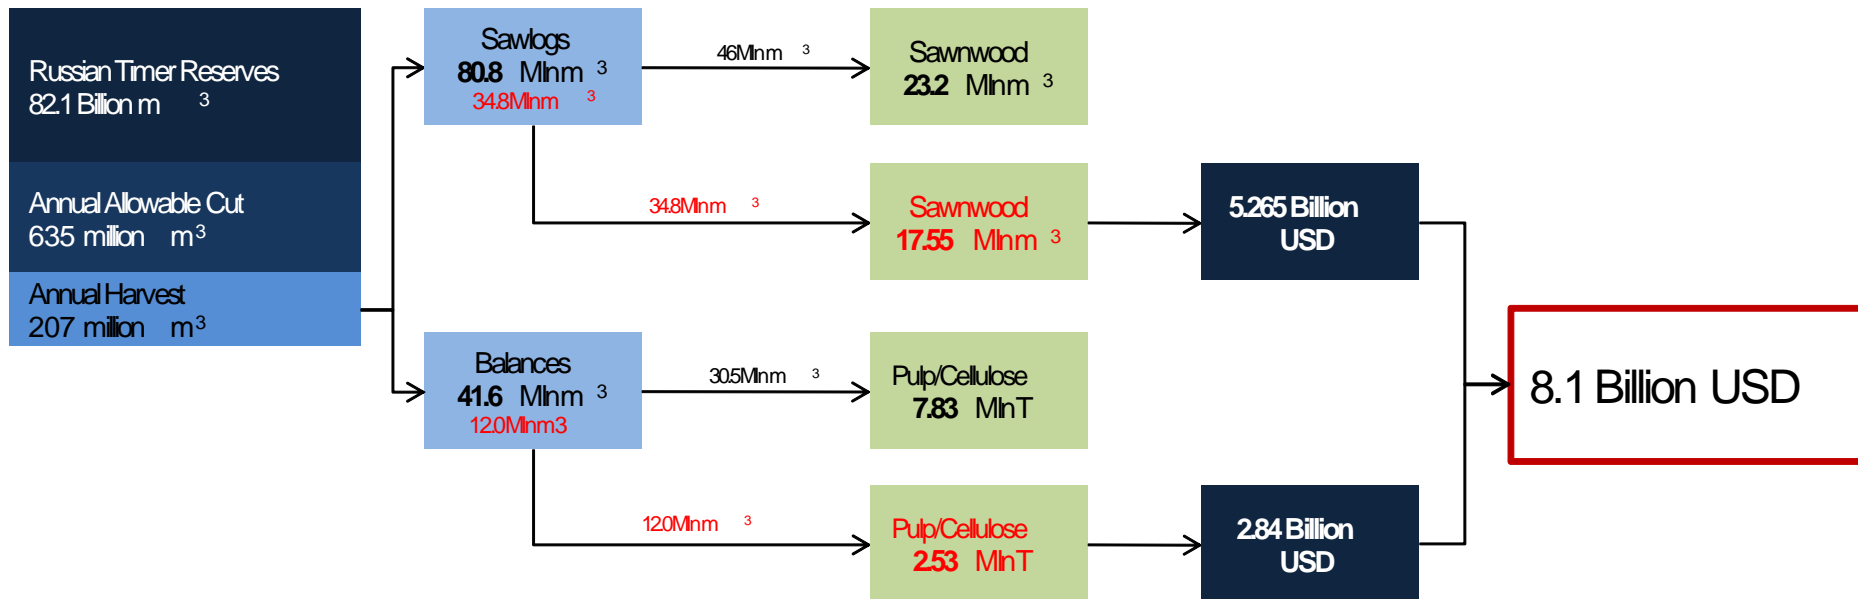 Russian Timer Reserves
82.1 Billion m 3
Annual Allowable Cut
635 million m3
Annual Harvest
207 million m3
Sawlogs
80.8 Mlnm 3
34.8Mlnm 3
46Mlnm 3
Sawnwood
23.2 Mlnm 3
34.8Mlnm 3
Sawnwood
17.55 Mlnm 3
5.265 Billion
USD
Balances
41.6 Mlnm 3
12.0Mlnm3
30.5Mlnm 3
Pulp/Cellulose
7.83 MlnT
12.0Mlnm 3
Pulp/Cellulose
2.53 MlnT
2.84 Billion
USD
8.1 Billion USD